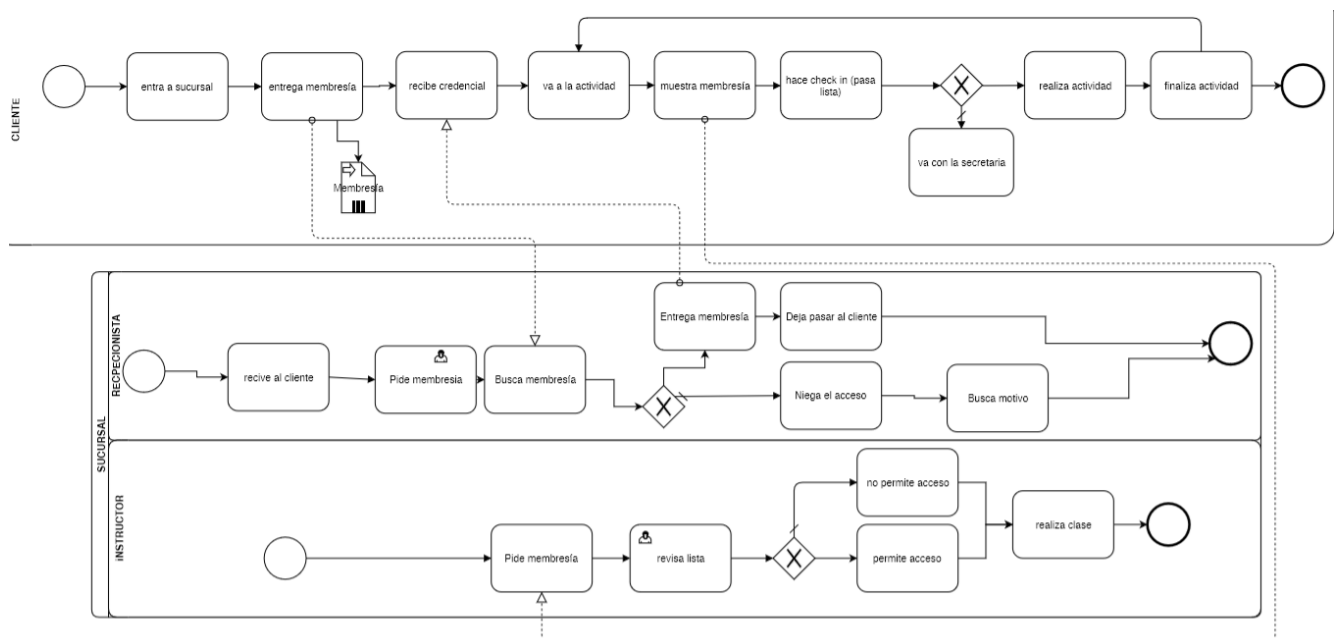 CLIENTE
entra a sucursal
entrega membresía
recibe credencial
va a la actividad
muestra membresía
hace check in (pasa
lista)
realiza actividad
finaliza actividad
va con la secretaria
Membresía
SUCURSAL
RECPECIONISTA
recive al cliente
Pide membresia
Busca membresía
Entrega membresía
Deja pasar al cliente
Niega el acceso
Busca motivo
iNSTRUCTOR
Pide membresía
revisa lista
no permite acceso
permite acceso
realiza clase